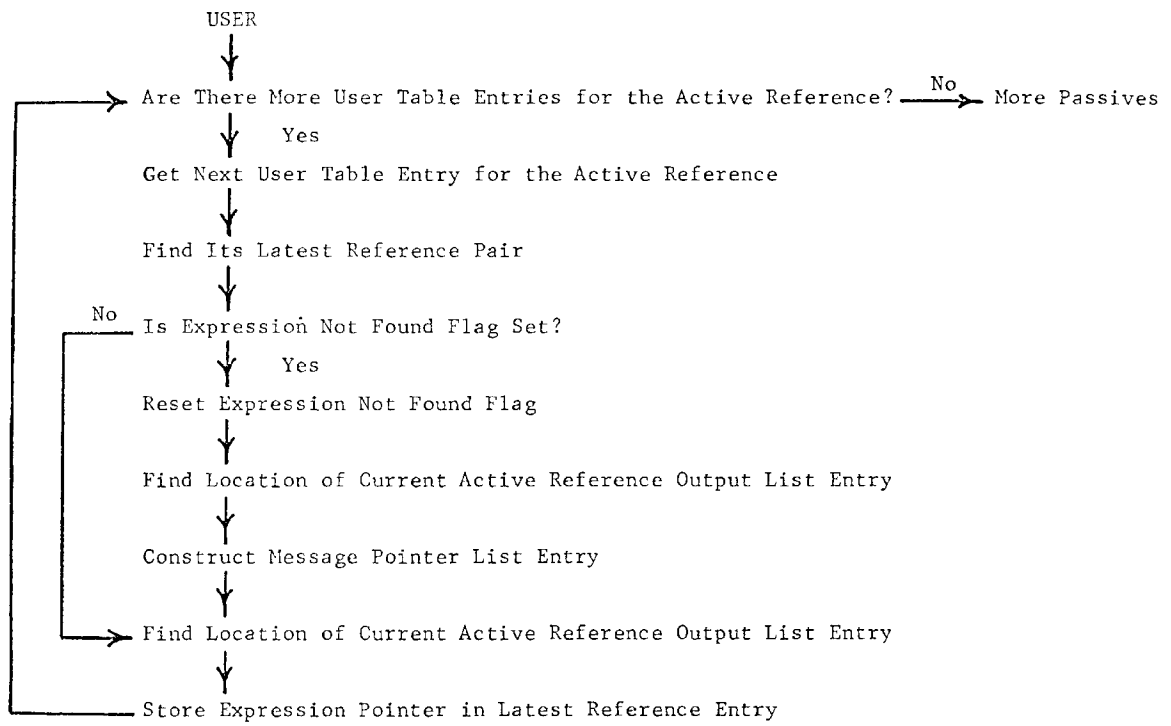 USER
Are There More User Table Entries for the Active Reference? No More Passives
Yes
Get Next User Table Entry for the Active Reference
Find Its Latest Reference Pair
No
Is Expression Not Found Flag Set?
Yes
Reset Expression Not Found Flag
Find Location of Current Active Reference Output List Entry
Construct Message Pointer List Entry
Find Location of Current Active Reference Output List Entry
Store Expression Pointer in Latest Reference Entry